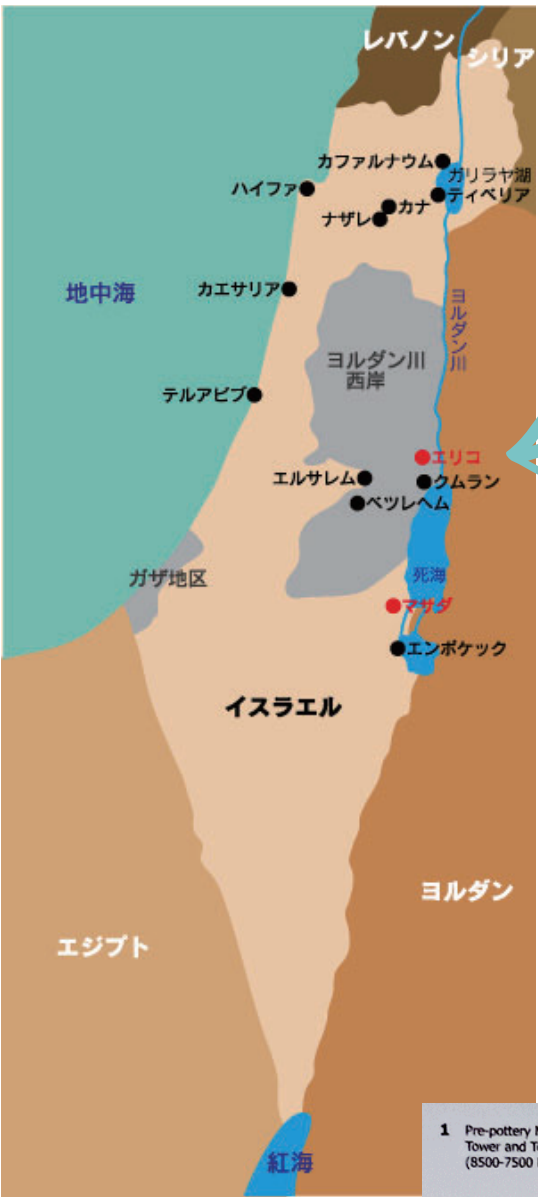 レバノン
シリア
カファルナウム
ガリラヤ湖
ハイファ
ティベリア
カナ
ナザレ
地中海
カエサリア
ヨルダン川
ヨルダン川
西岸
テルアビブ
エリコ
エルサレム
クムラン
ベツレヘム
ガザ地区
死海
マサダ
エンボケック
イスラエル
ヨルダン
エジプト
1 Pre-pottery
Tower and
(8500-7500
紅海